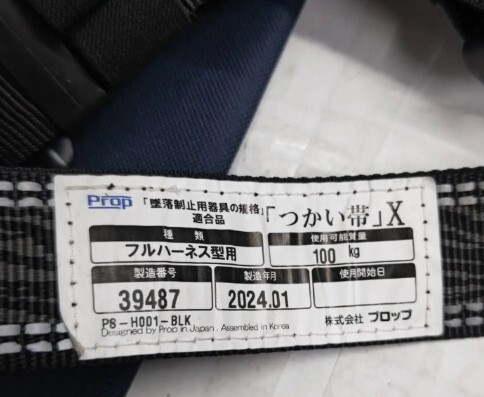 Prop 「墜落制止用器具の規格」適合品 「つかい帯」X
種類 使用可能質量
フルハーネス型用 100 kg
製造番号 製造年月 使用開始日
39487 2024.01
P8-H001-BLK
Designed by Prop in Japan. Assembled in Korea 株式会社 プロップ